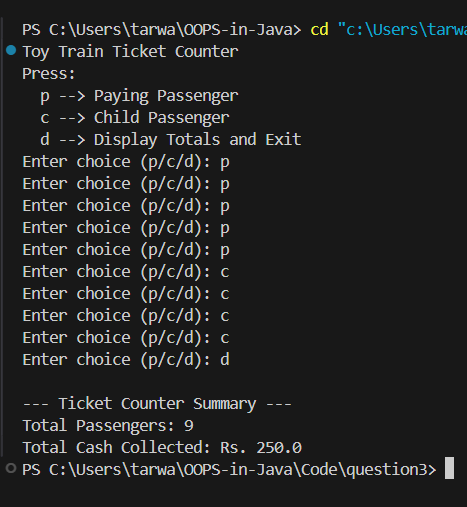 PS C:\Users\tarwa\OOPS-in-Java> cd "c:\Users\tarwa
Toy Train Ticket Counter
Press:
  p --> Paying Passenger
  c --> Child Passenger
  d --> Display Totals and Exit
Enter choice (p/c/d): p
Enter choice (p/c/d): p
Enter choice (p/c/d): p
Enter choice (p/c/d): p
Enter choice (p/c/d): p
Enter choice (p/c/d): c
Enter choice (p/c/d): c
Enter choice (p/c/d): c
Enter choice (p/c/d): c
Enter choice (p/c/d): d

--- Ticket Counter Summary ---
Total Passengers: 9
Total Cash Collected: Rs. 250.0
PS C:\Users\tarwa\OOPS-in-Java\Code\question3>